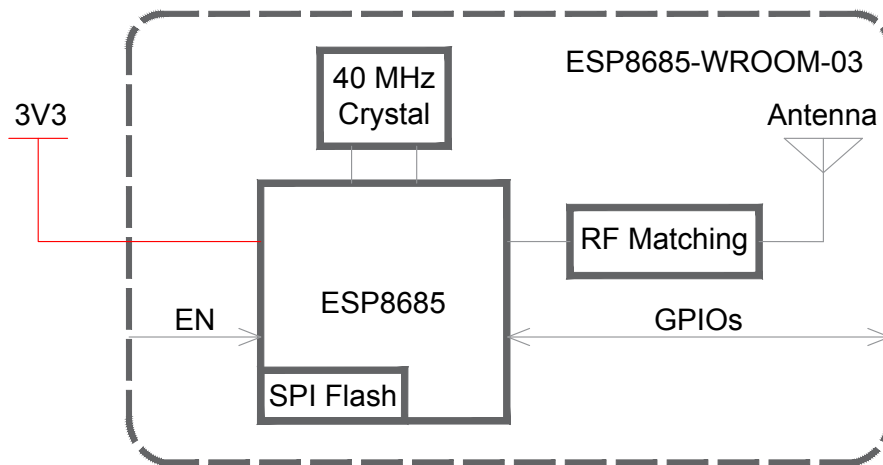 ESP8685-WROOM-03
40 MHz
Crystal
3V3
Antenna
RF Matching
ESP8685
EN
GPIOs
SPI Flash